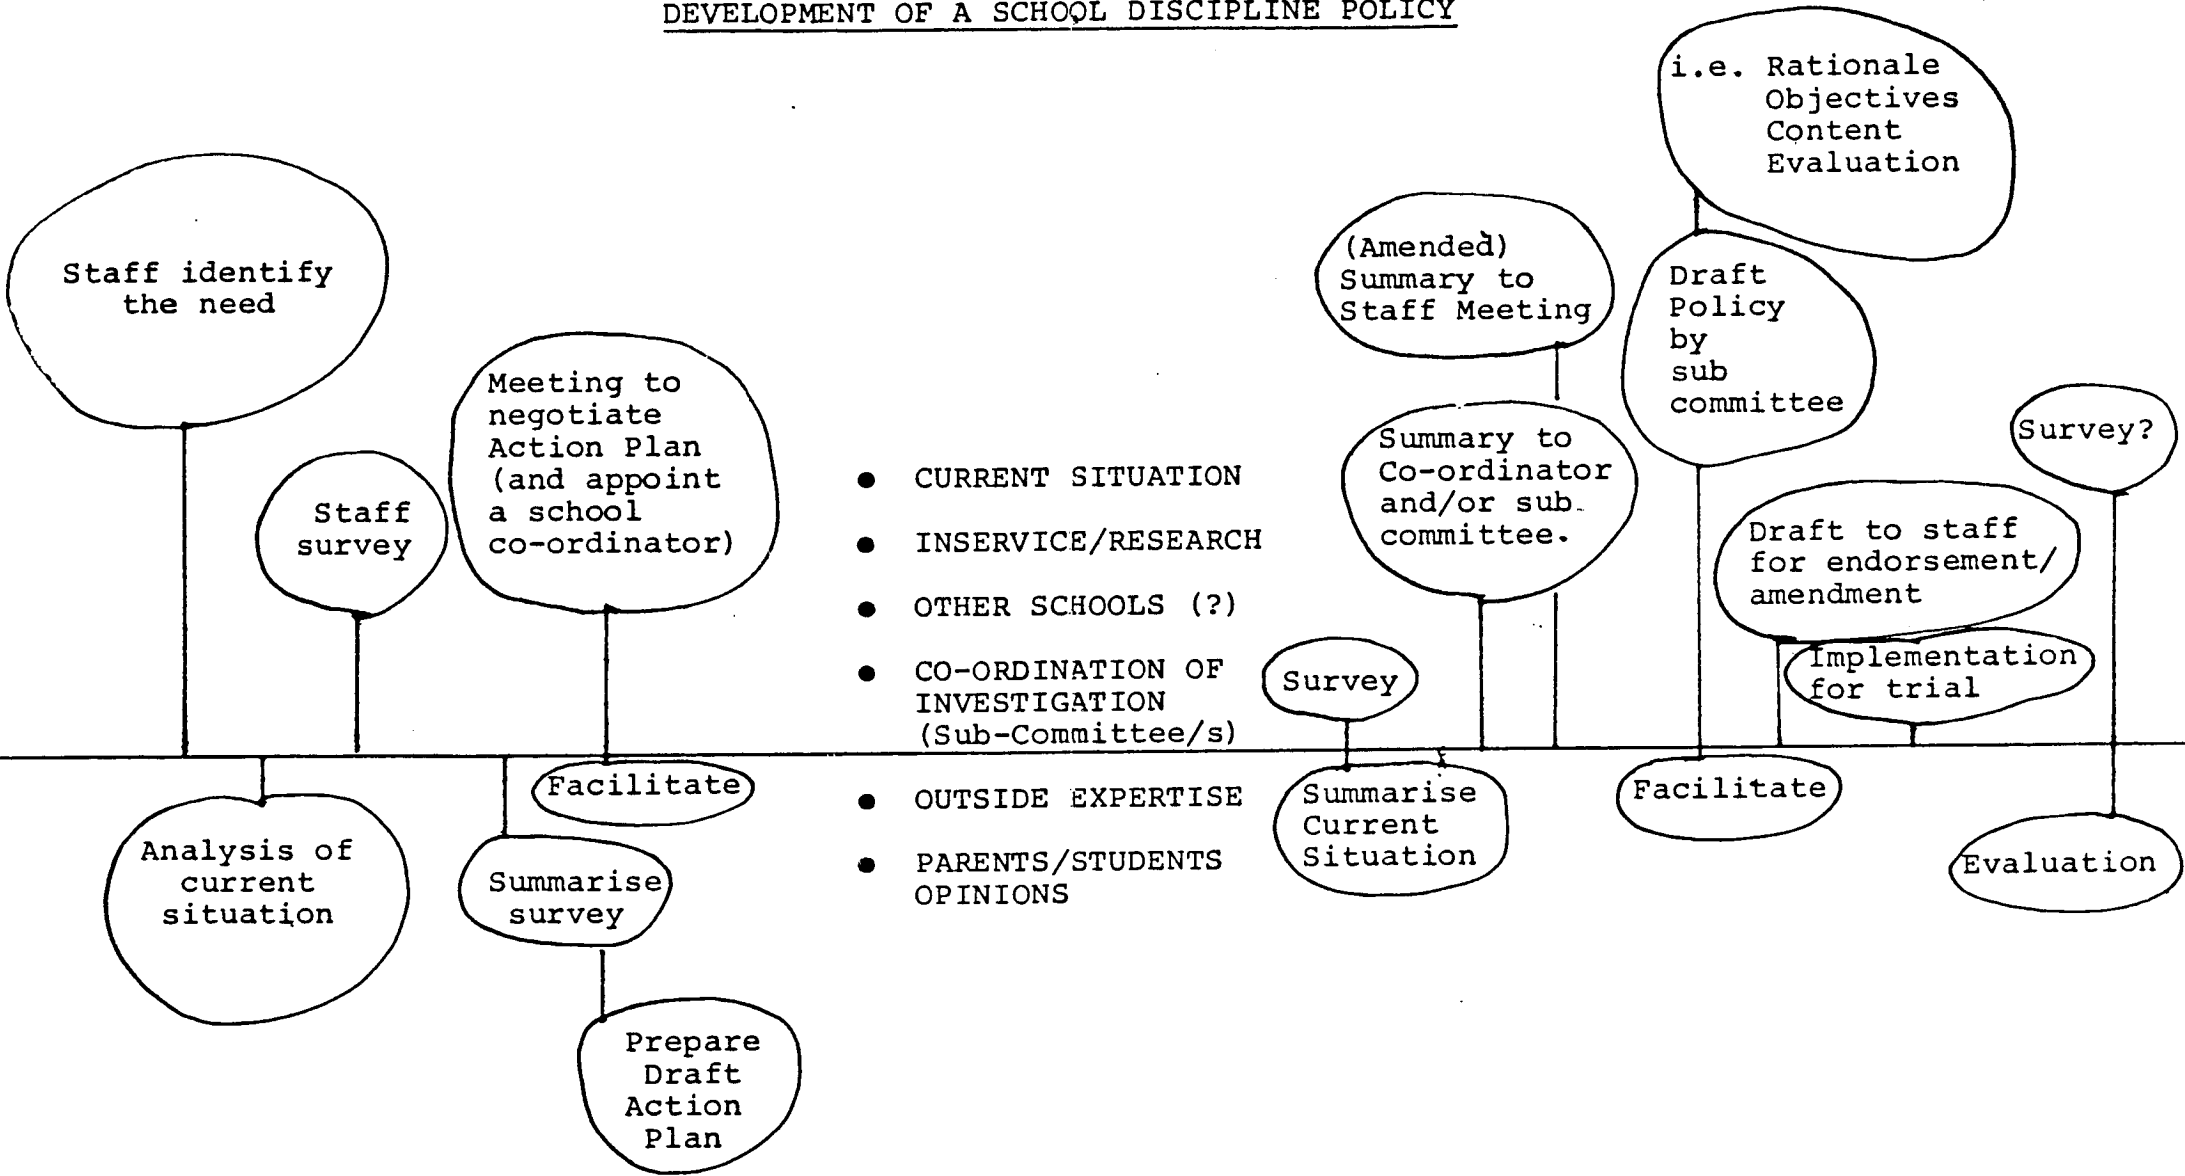 DEVELOPMENT OF A SCHOOL DISCIPLINE POLICY
Staff identify
the need
Analysis of
current
situation
Staff
survey
Summarise
survey
Prepare
Draft
Action
Plan
Meeting to
negotiate
Action Plan
(and appoint
a school
co-ordinator)
Facilitate
● CURRENT SITUATION
● INSERVICE/RESEARCH
● OTHER SCHOOLS (?)
● CO-ORDINATION OF
INVESTIGATION
(Sub-Committee/s)
● OUTSIDE EXPERTISE
● PARENTS/STUDENTS
OPINIONS
Survey
Summarise
Current
Situation
Summary to
Co-ordinator
and/or sub-
committee.
(Amended)
Summary to
Staff Meeting
i.e. Rationale
Objectives
Content
Evaluation
Draft
Policy
by
sub
committee
Facilitate
Draft to staff
for endorsement/
amendment
Implementation
for trial
Survey?
Evaluation